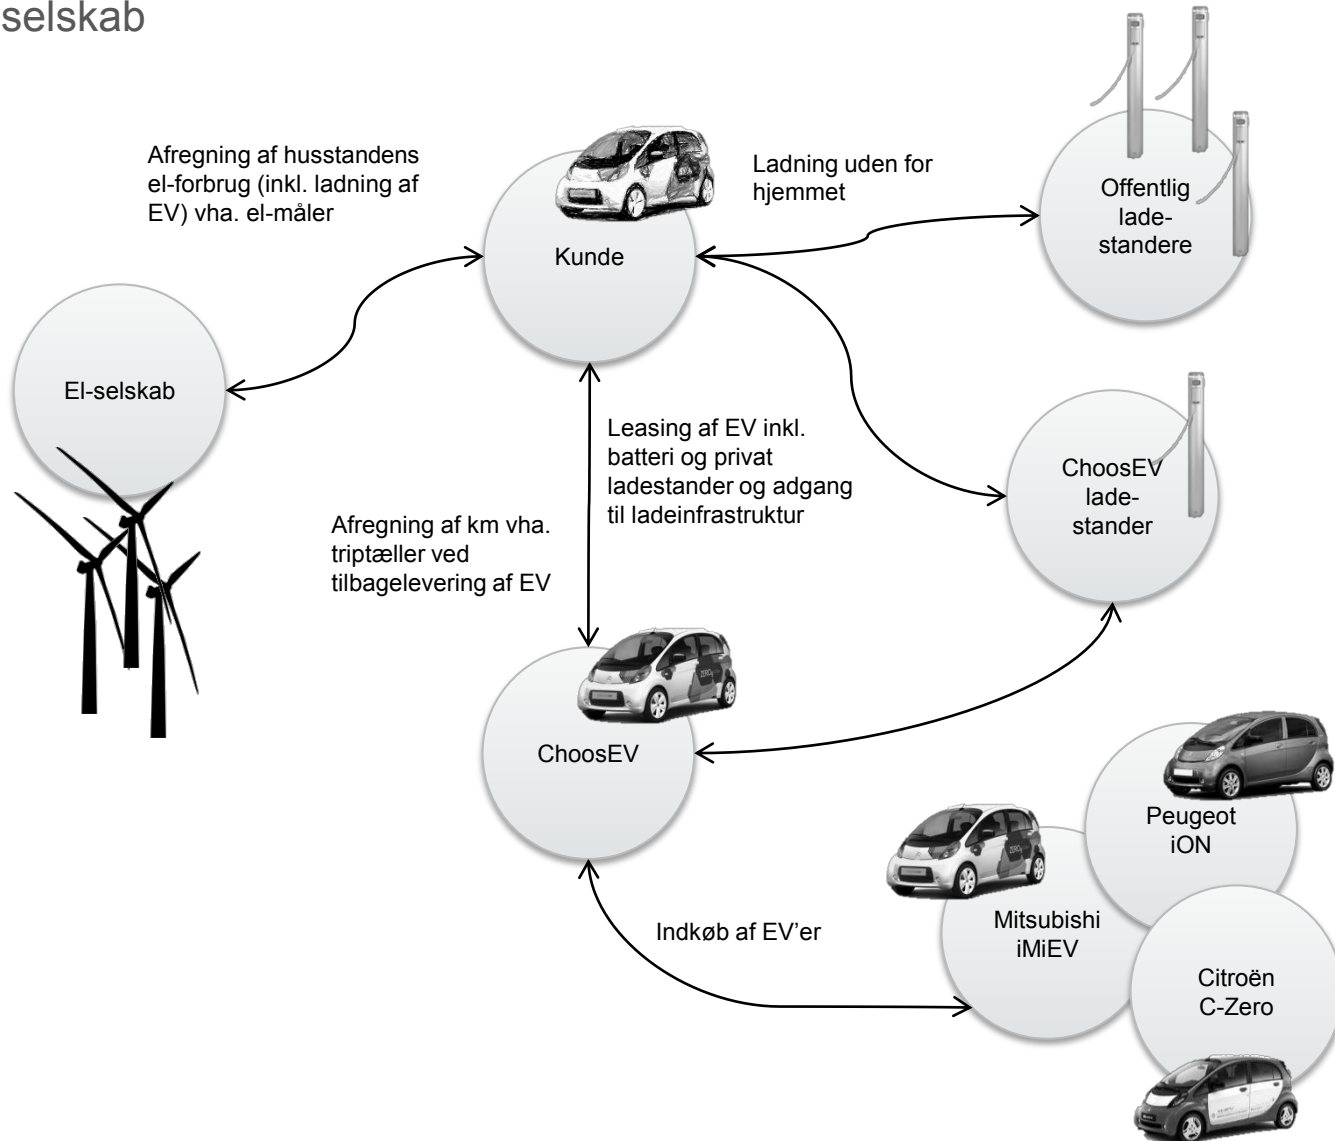 selskab
Afregning af husstandens
el-forbrug (inkl. ladning af
EV) vha. el-måler
Kunde
Ladning uden for
hjemmet
Offentlig
lade-
standere
El-selskab
Leasing af EV inkl.
batteri og privat
ladestander og adgang
til ladeinfrastruktur
Afregning af km vha.
triptæller ved
tilbagelevering af EV
ChoosEV
lade-
stander
ZERO
ChoosEV
Peugeot
iON
ZERO
Mitsubishi
iMiEV
Indkøb af EV’er
Citroën
C-Zero